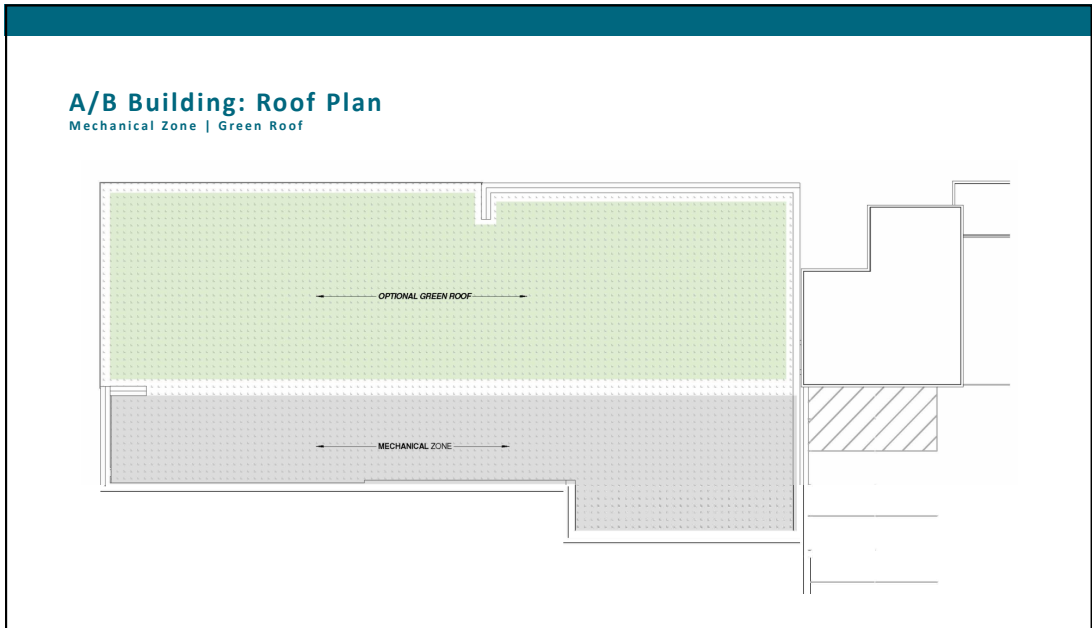 A/B Building: Roof Plan
Mechanical Zone | Green Roof
OPTIONAL GREEN ROOF
MECHANICAL ZONE